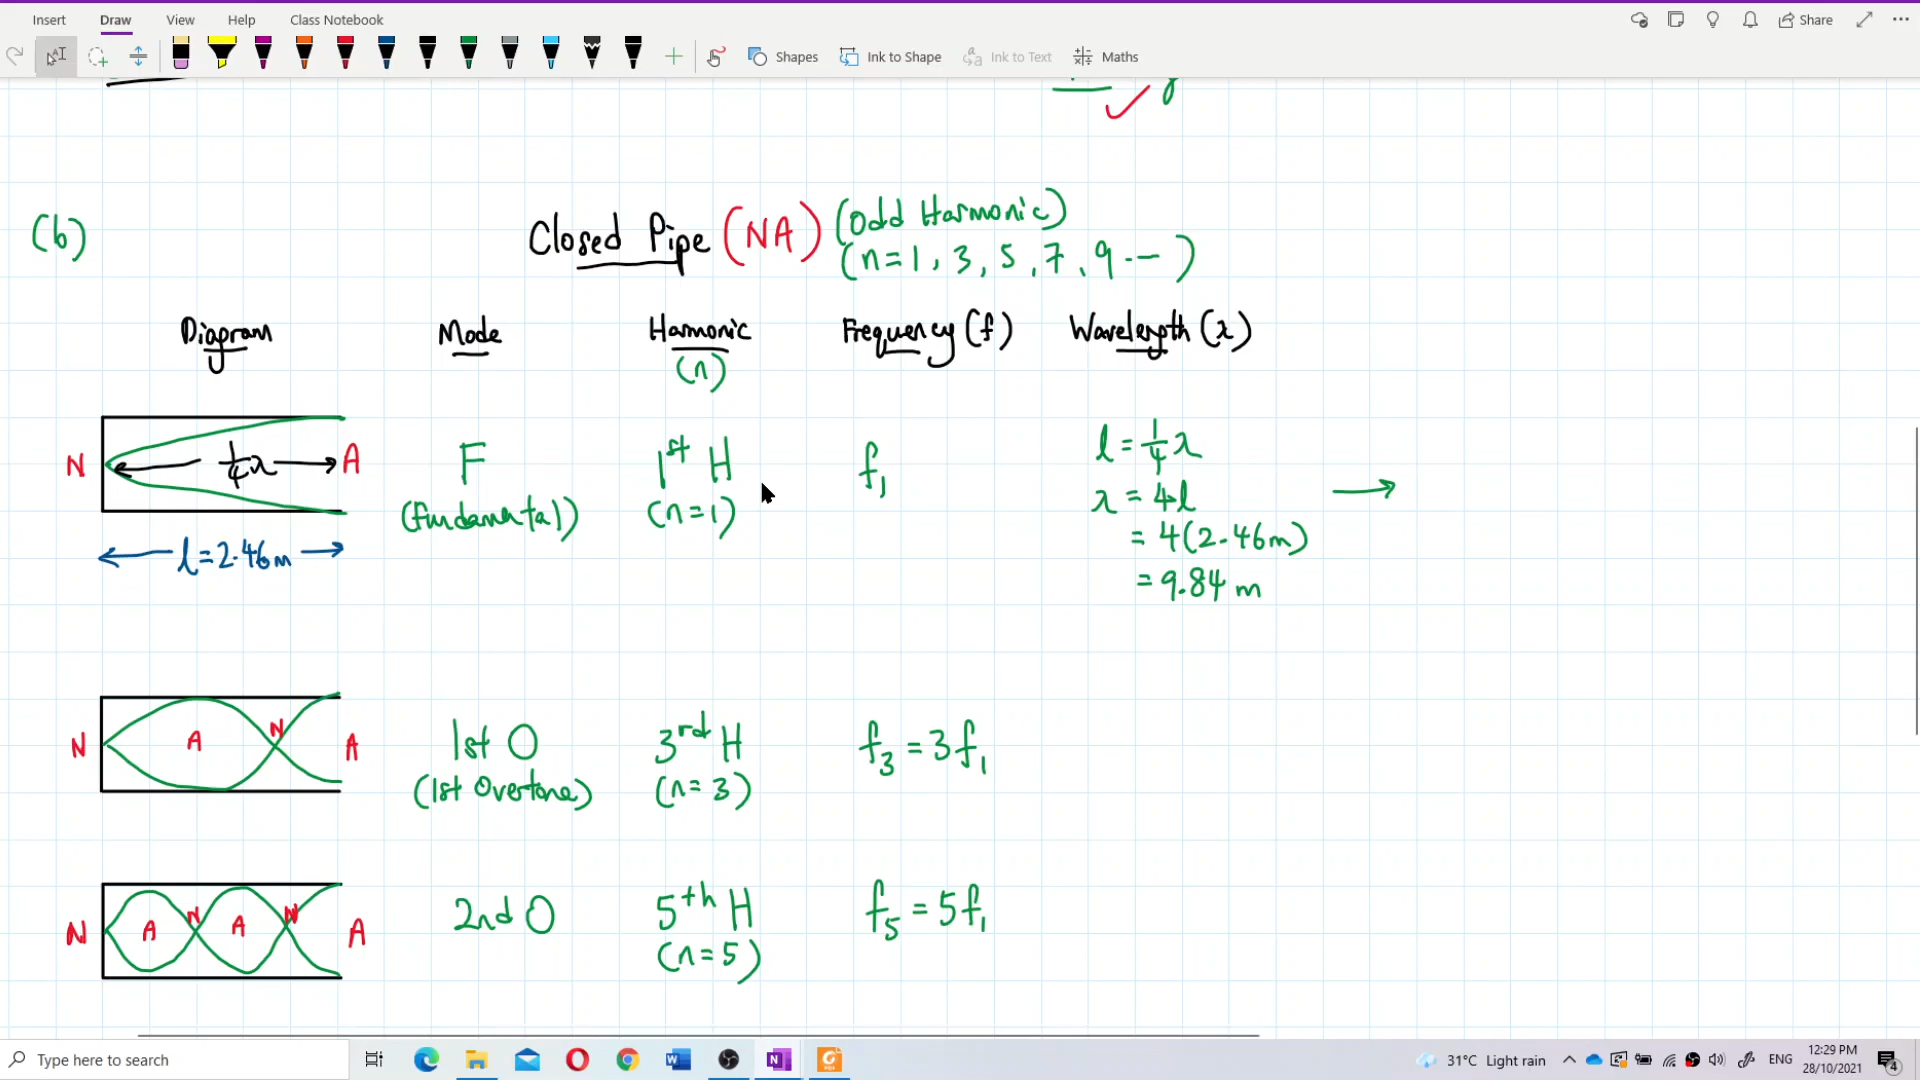 Insert Draw View Help Class Notebook Share
Shapes Ink to Shape Ink to Text Maths
(b)
Closed Pipe (NA) (Odd Harmonic)
(n=1, 3, 5, 7, 9 ---)
Diagram Mode Harmonic (n) Frequency (f) Wavelength (λ)
N ¼λ A F 1st H f₁ l = ¼λ
(Fundamental) (n=1) λ = 4l
l = 2.46m = 4(2.46m)
= 9.84 m
N A N A 1st O 3rd H f₃ = 3f₁
(1st Overtone) (n=3)
N A N A N A 2nd O 5th H f₅ = 5f₁
(n=5)
Type here to search 31°C Light rain ENG 12:29 PM
28/10/2021 4